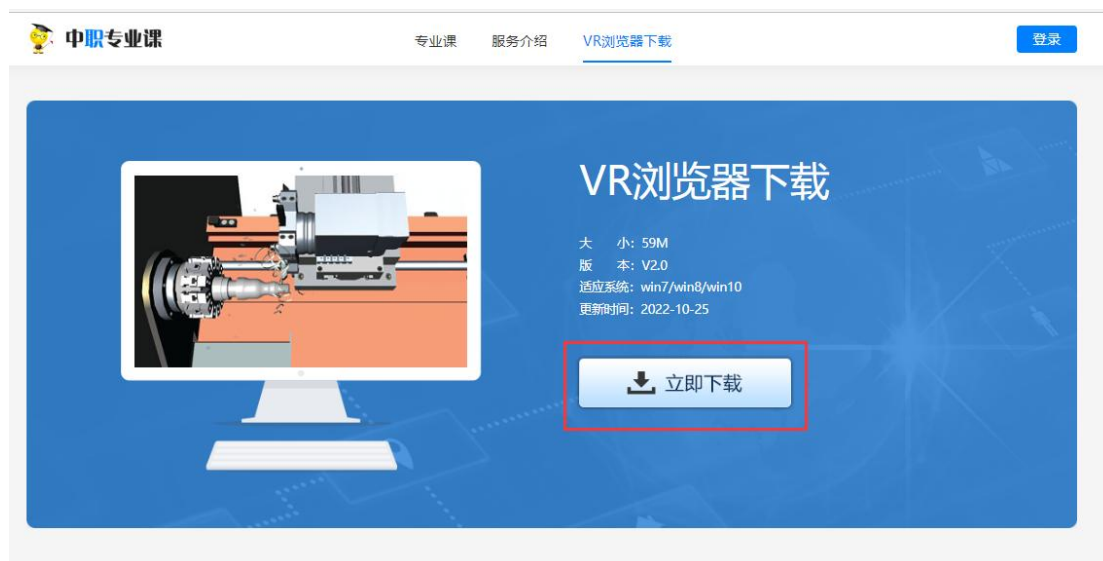 中职专业课
专业课 服务介绍 VR浏览器下载
登录
VR浏览器下载
大 小: 59M
版 本: V2.0
适应系统: win7/win8/win10
更新时间: 2022-10-25
立即下载